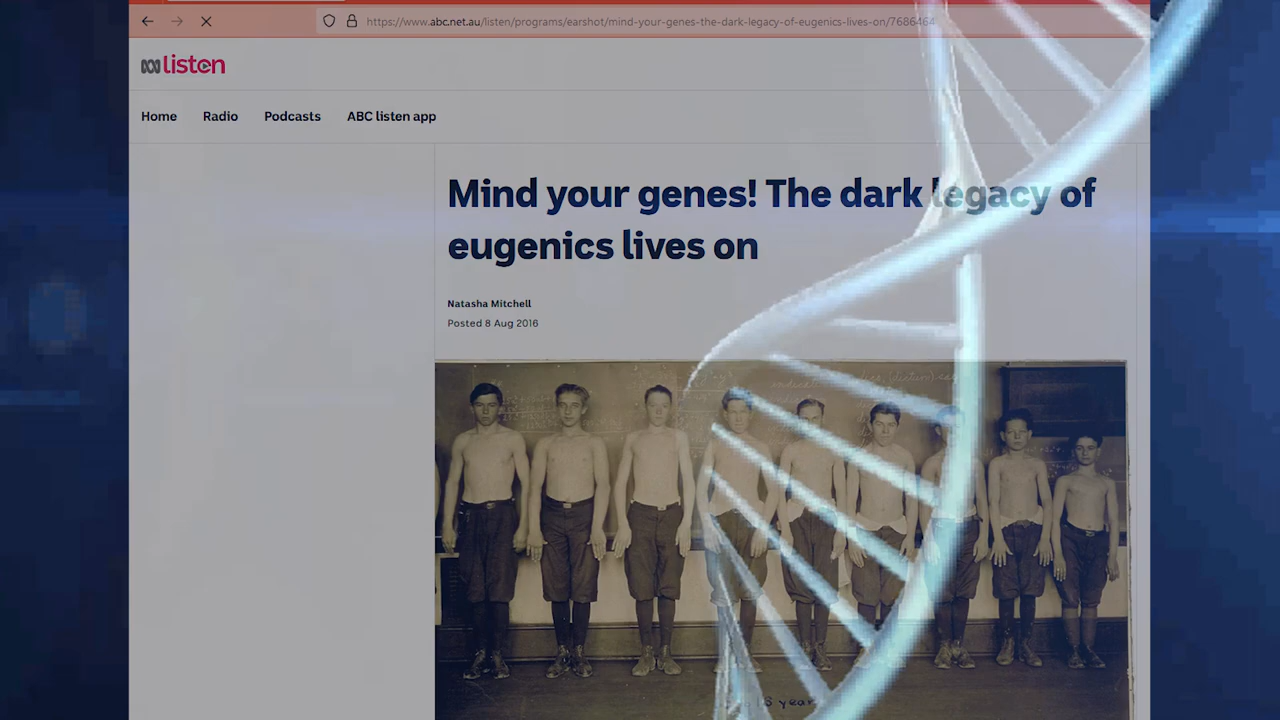 https://www.abc.net.au/listen/programs/earshot/mind-your-genes-the-dark-legacy-of-eugenics-lives-on/7686464
listen
Home Radio Podcasts ABC listen app
Mind your genes! The dark legacy of
eugenics lives on
Natasha Mitchell
Posted 8 Aug 2016